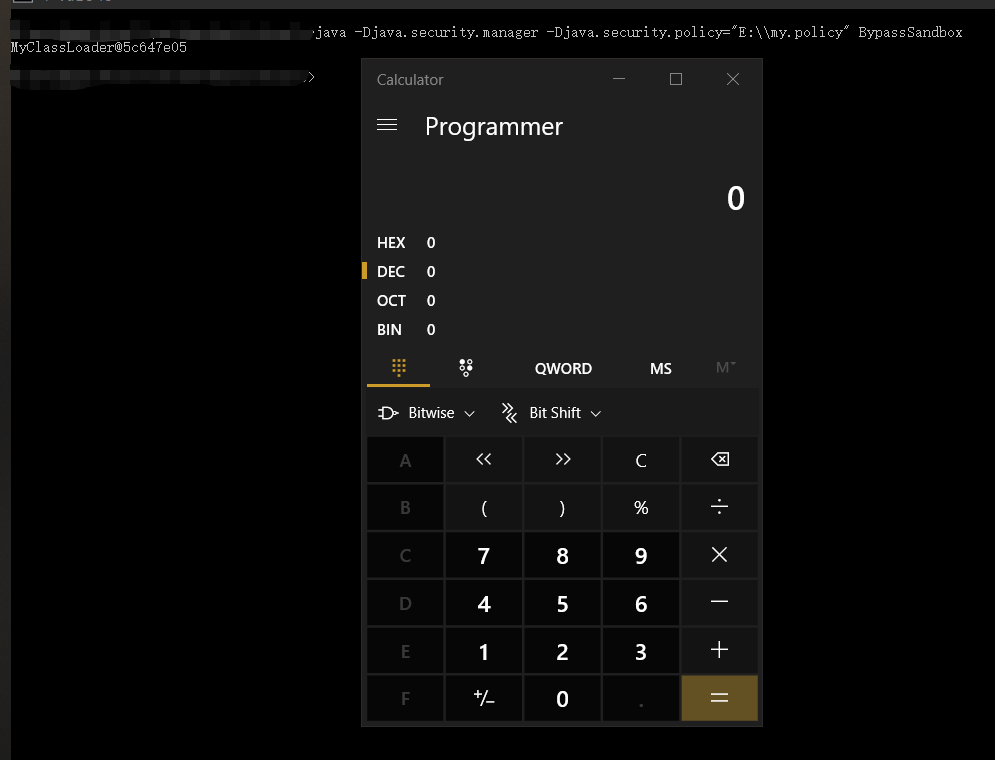 java -Djava.security.manager -Djava.security.policy="E:\\my.policy" BypassSandbox
MyClassLoader@5c647e05
>
Calculator
Programmer
0
HEX 0
DEC 0
OCT 0
BIN 0
QWORD MS M
Bitwise Bit Shift
A << >> C
B ( ) % ÷
C 7 8 9 ×
D 4 5 6 −
E 1 2 3 +
F +/− 0 . =